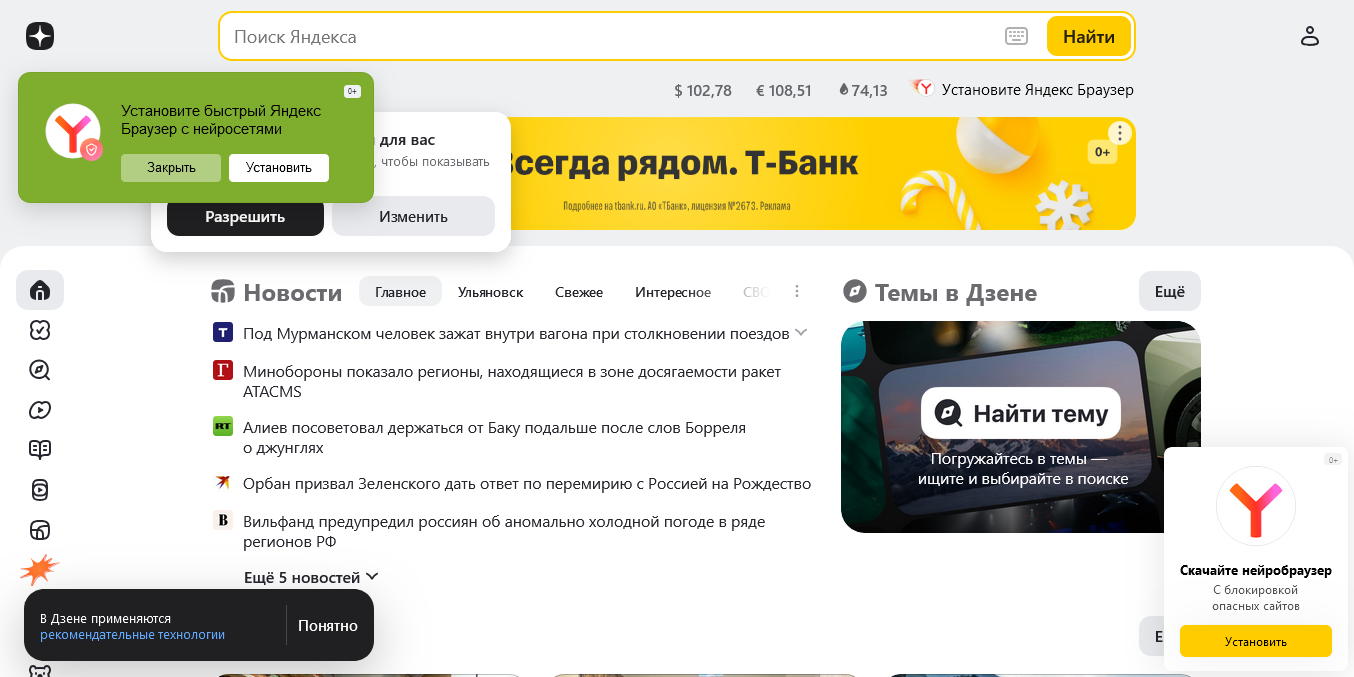 Поиск Яндекса
Найти
$ 102,78
€ 108,51
74,13
Установите Яндекс Браузер
0+
Установите быстрый Яндекс
Браузер с нейросетями
Закрыть
Установить
для вас
, чтобы показывать
Разрешить
Изменить
Всегда рядом. Т-Банк
0+
Подробнее на tbank.ru. АО «ТБанк», лицензия №2673. Реклама
Новости
Главное
Ульяновск
Свежее
Интересное
СВО
Т
Под Мурманском человек зажат внутри вагона при столкновении поездов
Г
Минобороны показало регионы, находящиеся в зоне досягаемости ракет
ATACMS
RT
Алиев посоветовал держаться от Баку подальше после слов Борреля
о джунглях
Орбан призвал Зеленского дать ответ по перемирию с Россией на Рождество
В
Вильфанд предупредил россиян об аномально холодной погоде в ряде
регионов РФ
Ещё 5 новостей
Темы в Дзене
Ещё
Найти тему
Погружайтесь в темы —
ищите и выбирайте в поиске
0+
Скачайте нейробраузер
С блокировкой
опасных сайтов
Установить
В Дзене применяются
рекомендательные технологии
Понятно